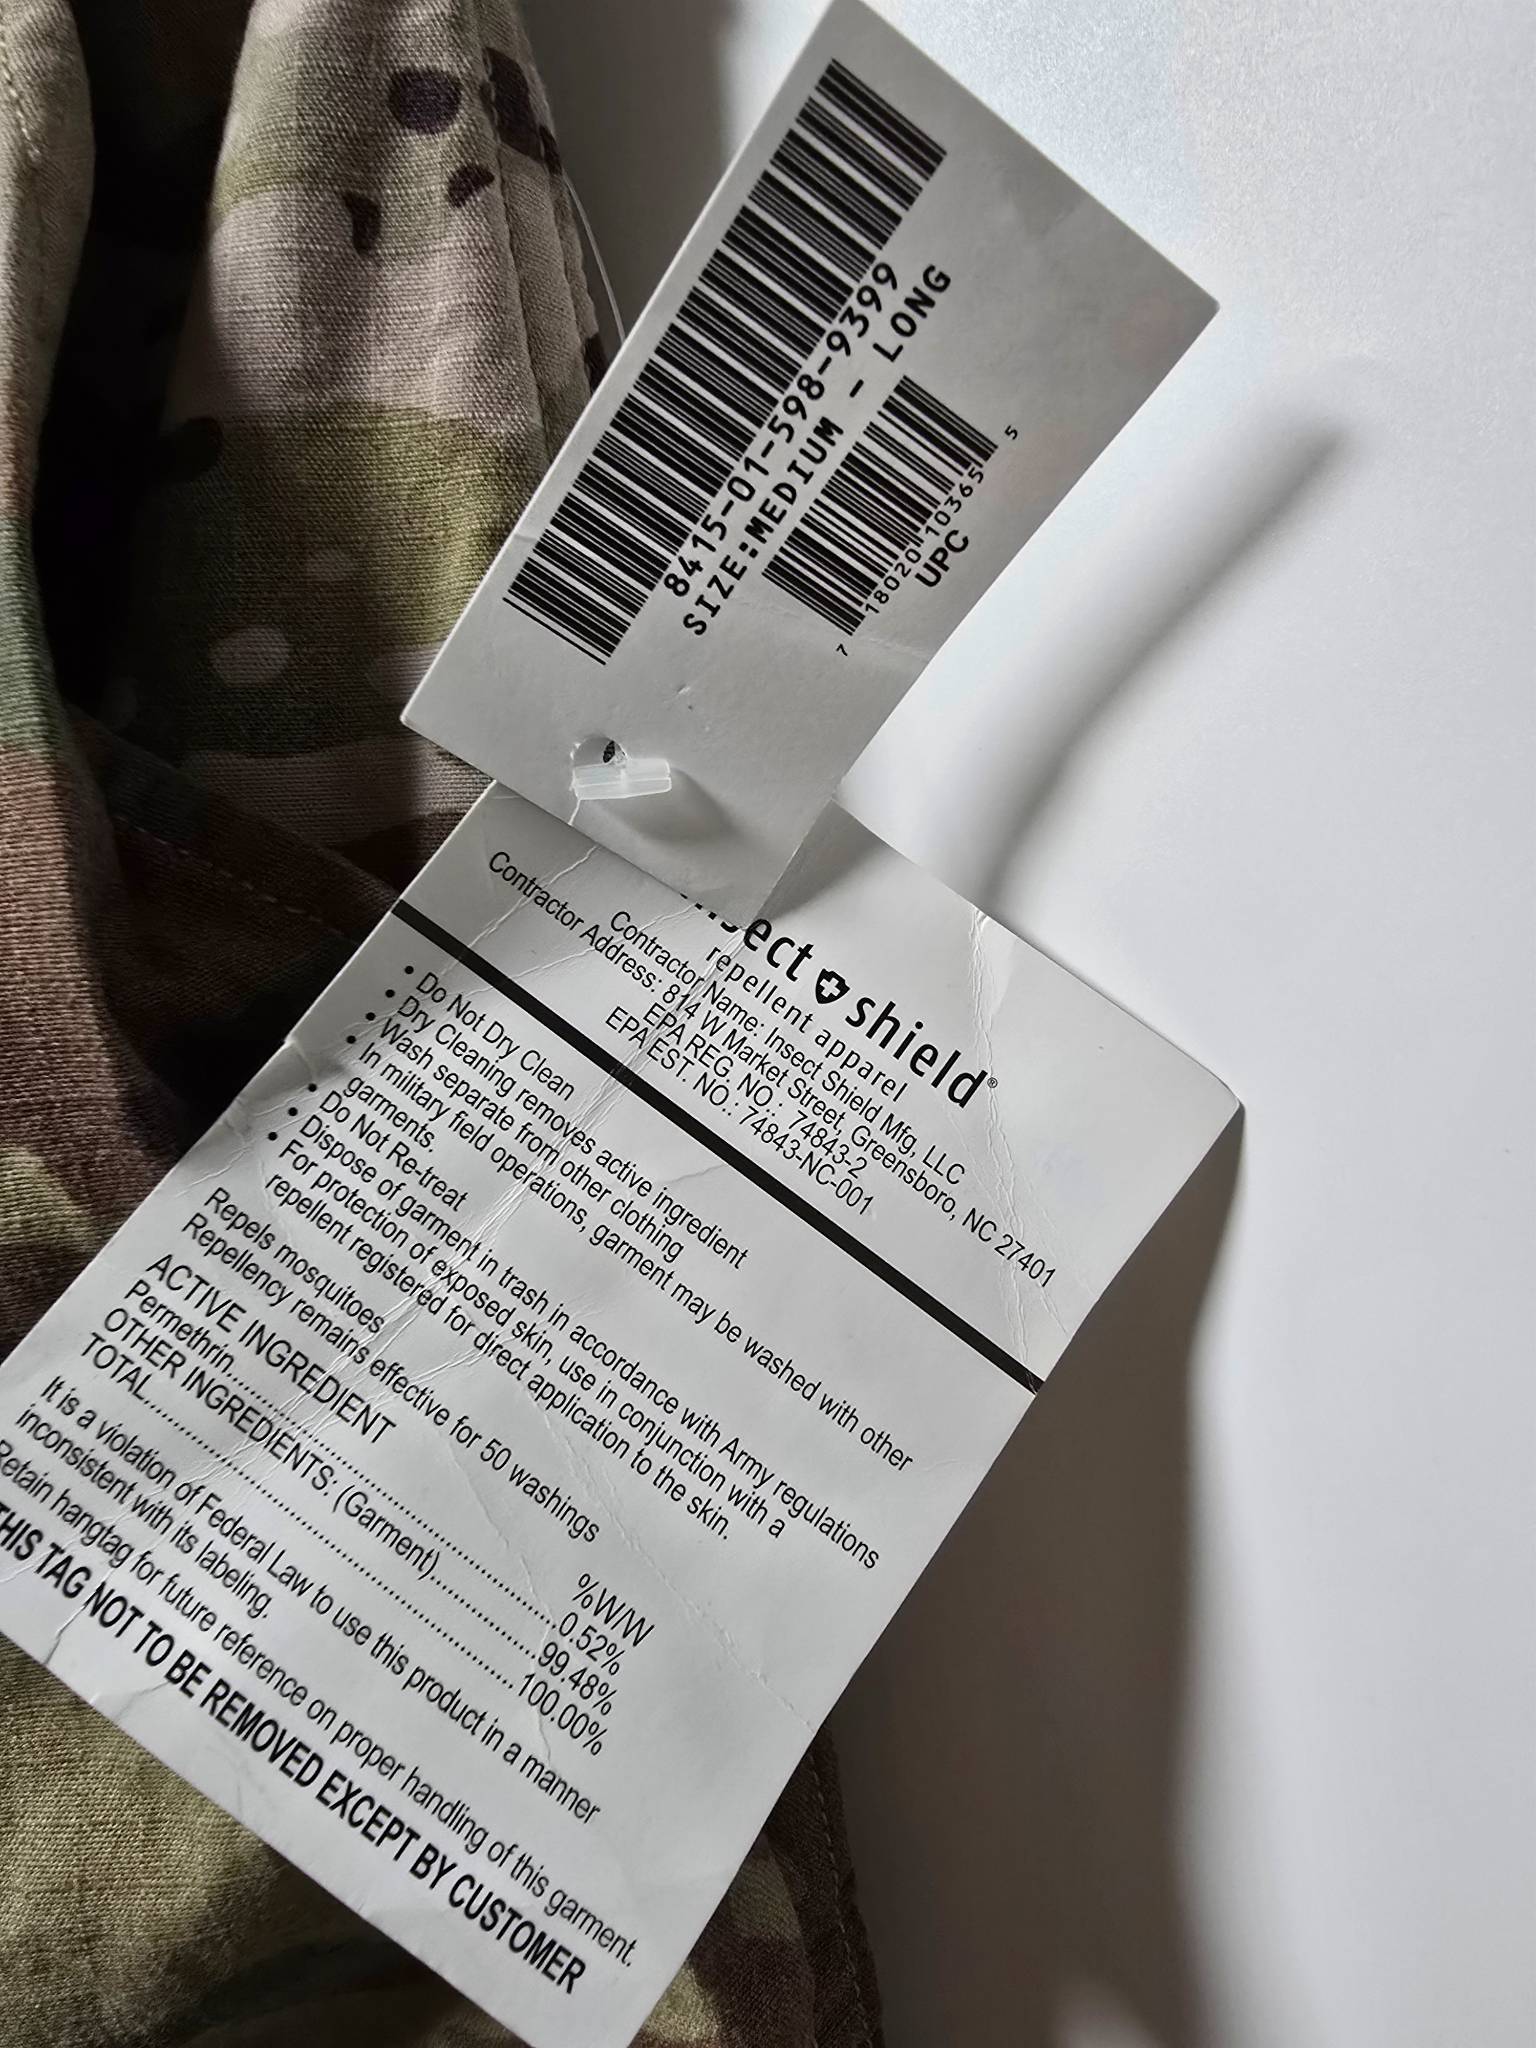 8415-01-598-9399
SIZE:MEDIUM - LONG
7 18020 10365 5
UPC
shield®
repellent apparel
Contractor Name: Insect Shield Mfg, LLC
Contractor Address: 814 W Market Street, Greensboro, NC 27401
EPA REG. NO.: 74843-2
EPA EST. NO.: 74843-NC-001
• Do Not Dry Clean
• Dry Cleaning removes active ingredient
• Wash separate from other clothing
• In military field operations, garment may be washed with other
garments.
• Do Not Re-treat
• Dispose of garment in trash in accordance with Army regulations
• For protection of exposed skin, use in conjunction with a
repellent registered for direct application to the skin.
Repels mosquitoes
Repellency remains effective for 50 washings
ACTIVE INGREDIENT %W/W
Permethrin..........................................0.52%
OTHER INGREDIENTS: (Garment)..............99.48%
TOTAL..............................................100.00%
It is a violation of Federal Law to use this product in a manner
inconsistent with its labeling.
Retain hangtag for future reference on proper handling of this garment.
THIS TAG NOT TO BE REMOVED EXCEPT BY CUSTOMER